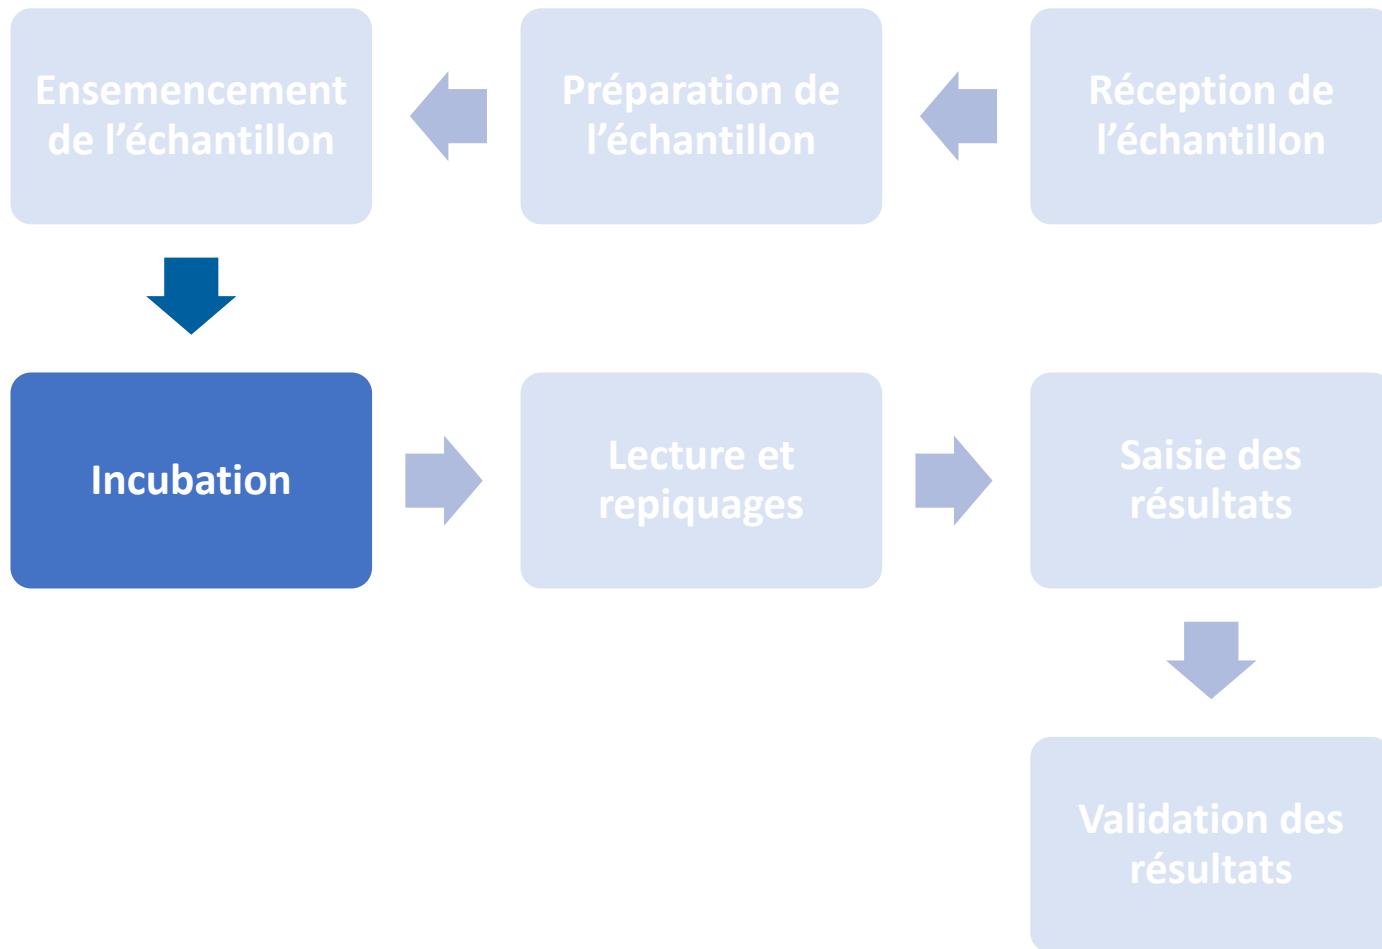 Ensemencement
de l’échantillon
Préparation de
l’échantillon
Réception de
l’échantillon
Incubation
Lecture et
repiquages
Saisie des
résultats
Validation des
résultats